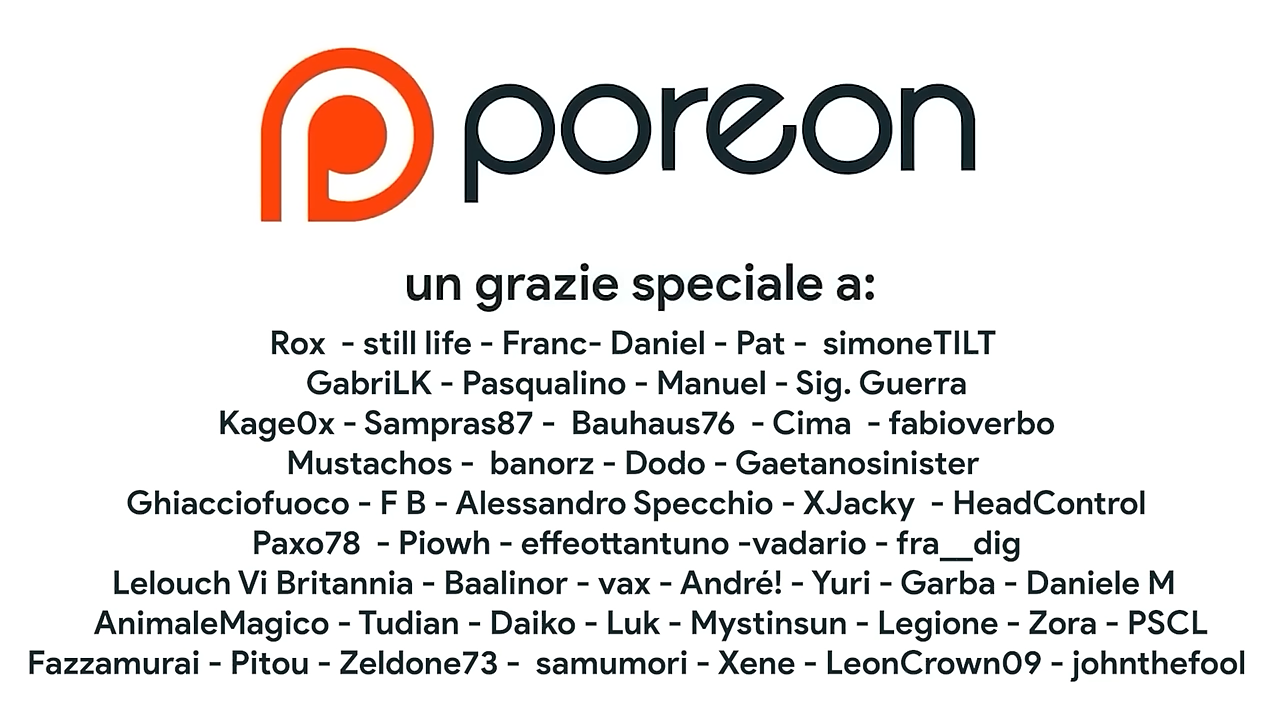 poreon
un grazie speciale a:
Rox - still life - Franc- Daniel - Pat - simoneTILT
GabriLK - Pasqualino - Manuel - Sig. Guerra
Kage0x - Sampras87 - Bauhaus76 - Cima - fabioverbo
Mustachos - banorz - Dodo - Gaetanosinister
Ghiacciofuoco - F B - Alessandro Specchio - XJacky - HeadControl
Paxo78 - Piowh - effeottantuno -vadario - fra__dig
Lelouch Vi Britannia - Baalinor - vax - André! - Yuri - Garba - Daniele M
AnimaleMagico - Tudian - Daiko - Luk - Mystinsun - Legione - Zora - PSCL
Fazzamurai - Pitou - Zeldone73 - samumori - Xene - LeonCrown09 - johnthefool